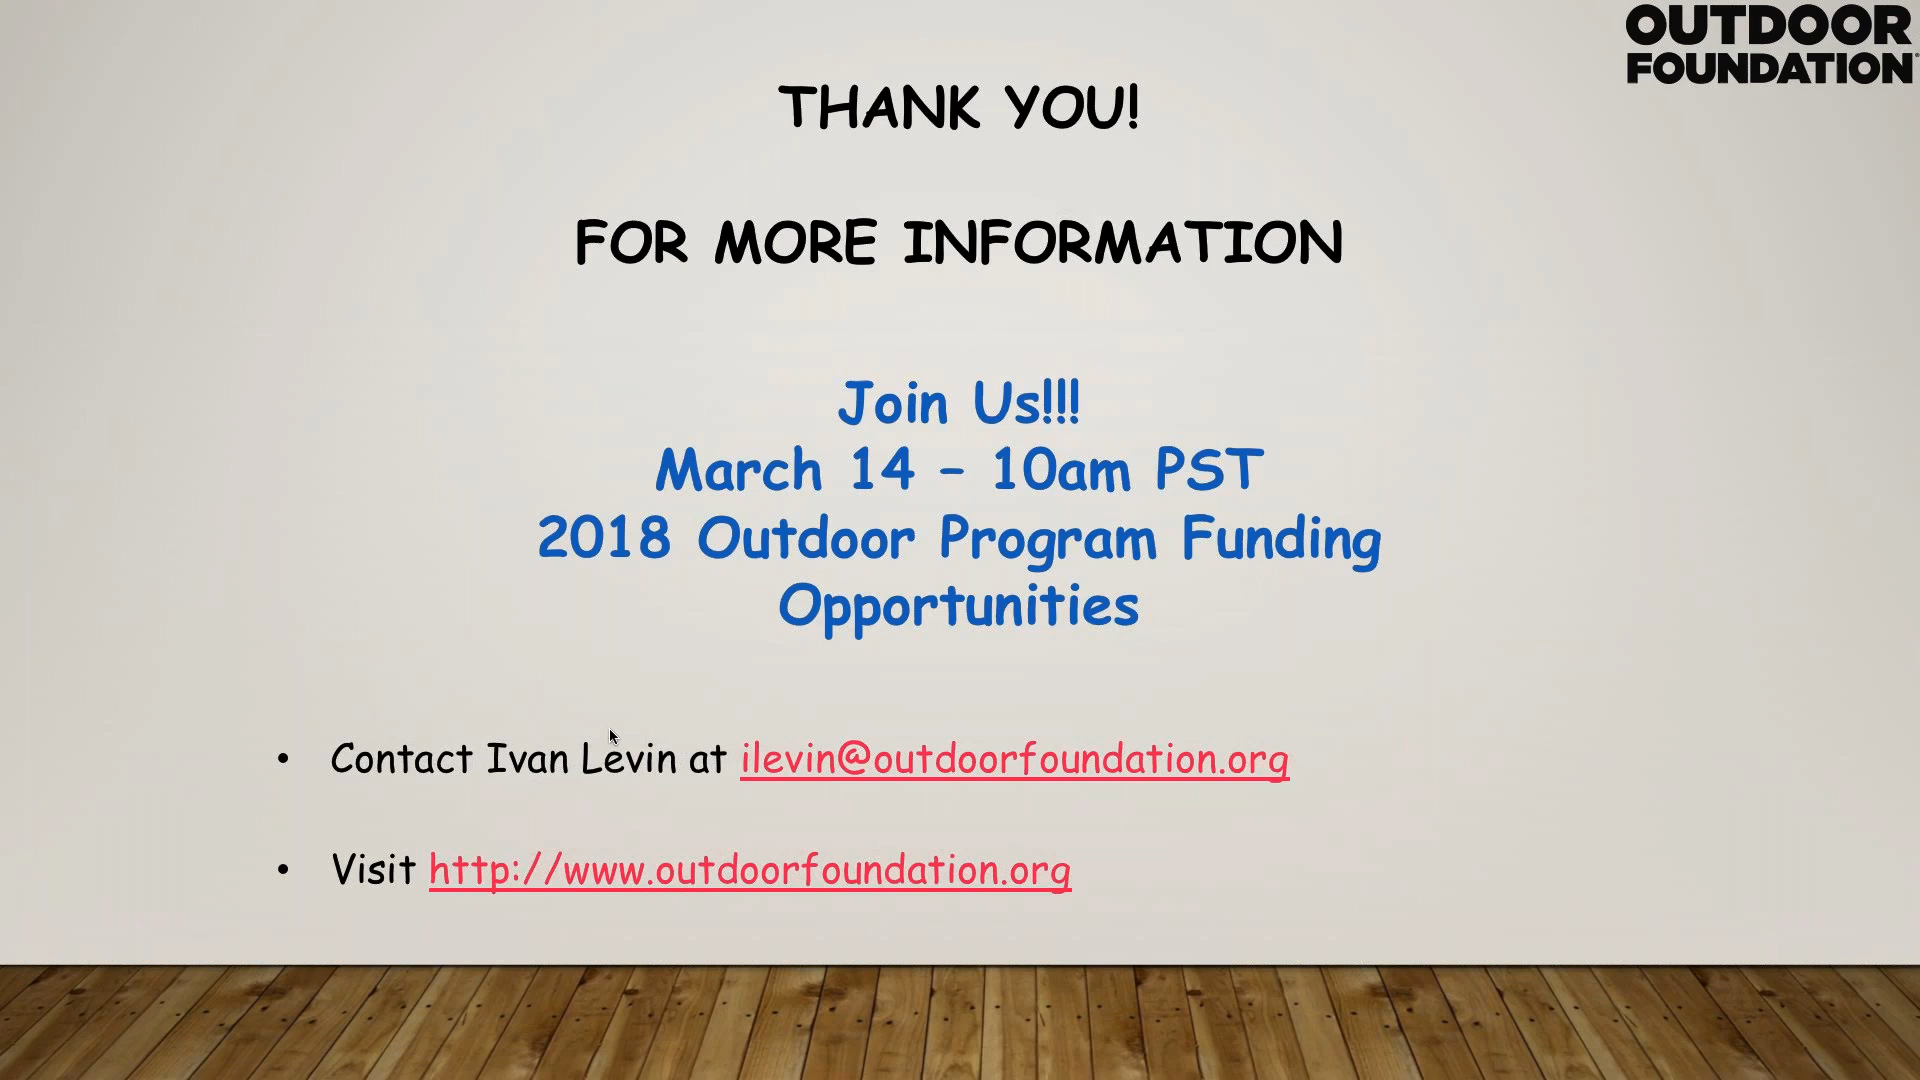 OUTDOOR
FOUNDATION
THANK YOU!
FOR MORE INFORMATION
Join Us!!!
March 14 – 10am PST
2018 Outdoor Program Funding
Opportunities
• Contact Ivan Levin at ilevin@outdoorfoundation.org
• Visit http://www.outdoorfoundation.org